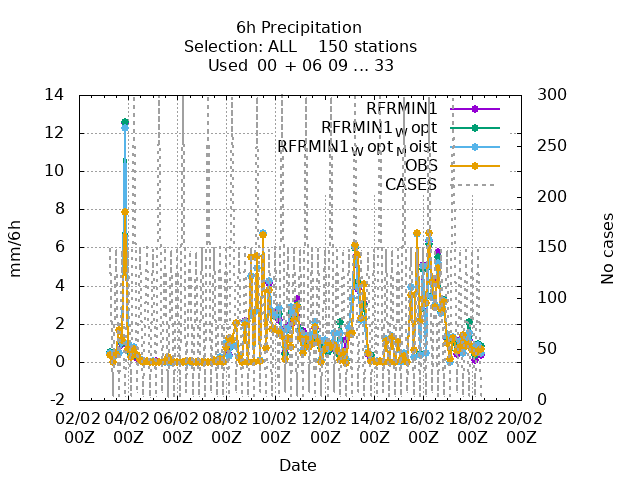 6h Precipitation
Selection: ALL    150 stations
Used  00 + 06 09 ... 33
14 300
RFRMIN1
12 250
RFRMIN1_W opt
RFRMIN1_W opt_M oist
10 OBS 200
CASES
8
6 150
mm/6h
No cases
4 100
2
0 50
-2 0
02/02 04/02 06/02 08/02 10/02 12/02 14/02 16/02 18/02 20/02
00Z 00Z 00Z 00Z 00Z 00Z 00Z 00Z 00Z 00Z
Date